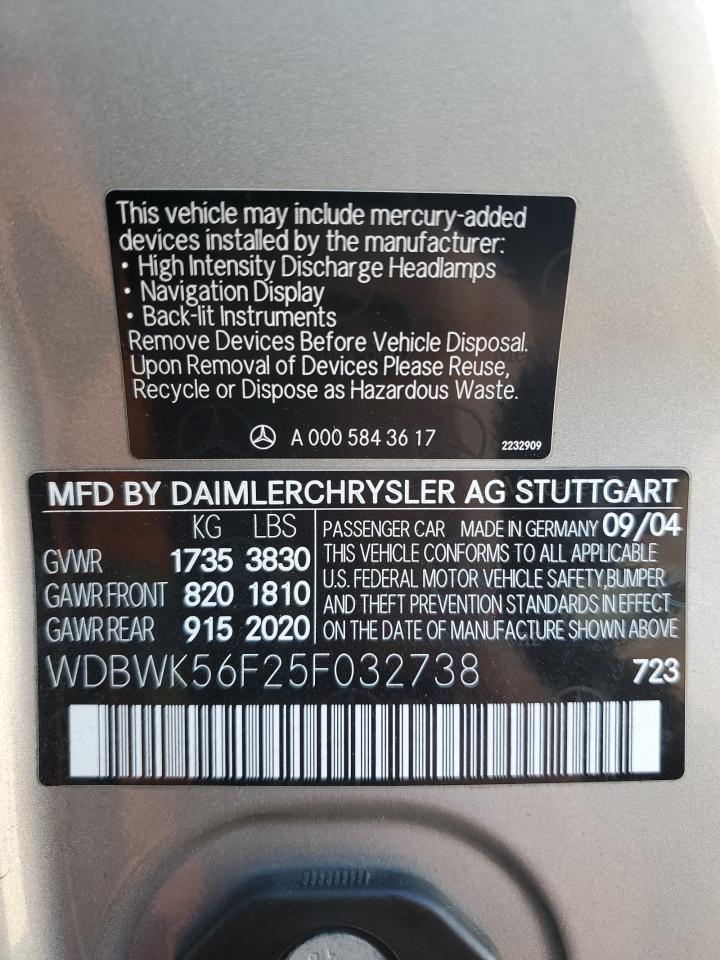 This vehicle may include mercury-added
devices installed by the manufacturer:
• High Intensity Discharge Headlamps
• Navigation Display
• Back-lit Instruments
Remove Devices Before Vehicle Disposal.
Upon Removal of Devices Please Reuse,
Recycle or Dispose as Hazardous Waste.
A 000 584 36 17
2232909
MFD BY DAIMLERCHRYSLER AG STUTTGART
KG LBS
GVWR 1735 3830
GAWR FRONT 820 1810
GAWR REAR 915 2020
PASSENGER CAR MADE IN GERMANY 09/04
THIS VEHICLE CONFORMS TO ALL APPLICABLE
U.S. FEDERAL MOTOR VEHICLE SAFETY,BUMPER
AND THEFT PREVENTION STANDARDS IN EFFECT
ON THE DATE OF MANUFACTURE SHOWN ABOVE
WDBWK56F25F032738 723